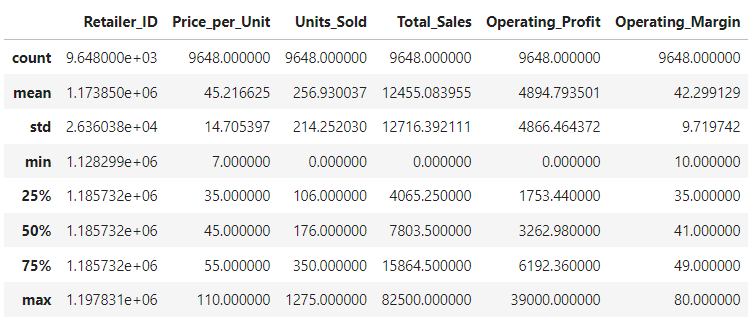 Retailer_ID Price_per_Unit Units_Sold Total_Sales Operating_Profit Operating_Margin
count 9.648000e+03 9648.000000 9648.000000 9648.000000 9648.000000 9648.000000
mean 1.173850e+06 45.216625 256.930037 12455.083955 4894.793501 42.299129
std 2.636038e+04 14.705397 214.252030 12716.392111 4866.464372 9.719742
min 1.128299e+06 7.000000 0.000000 0.000000 0.000000 10.000000
25% 1.185732e+06 35.000000 106.000000 4065.250000 1753.440000 35.000000
50% 1.185732e+06 45.000000 176.000000 7803.500000 3262.980000 41.000000
75% 1.185732e+06 55.000000 350.000000 15864.500000 6192.360000 49.000000
max 1.197831e+06 110.000000 1275.000000 82500.000000 39000.000000 80.000000